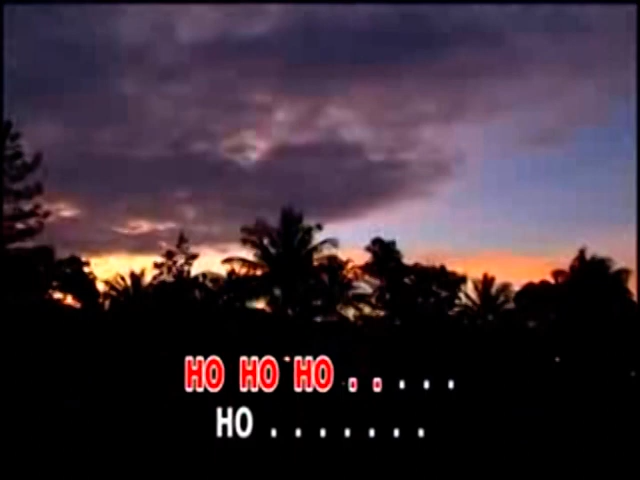 HO HO HO . . . . .
HO . . . . . . .